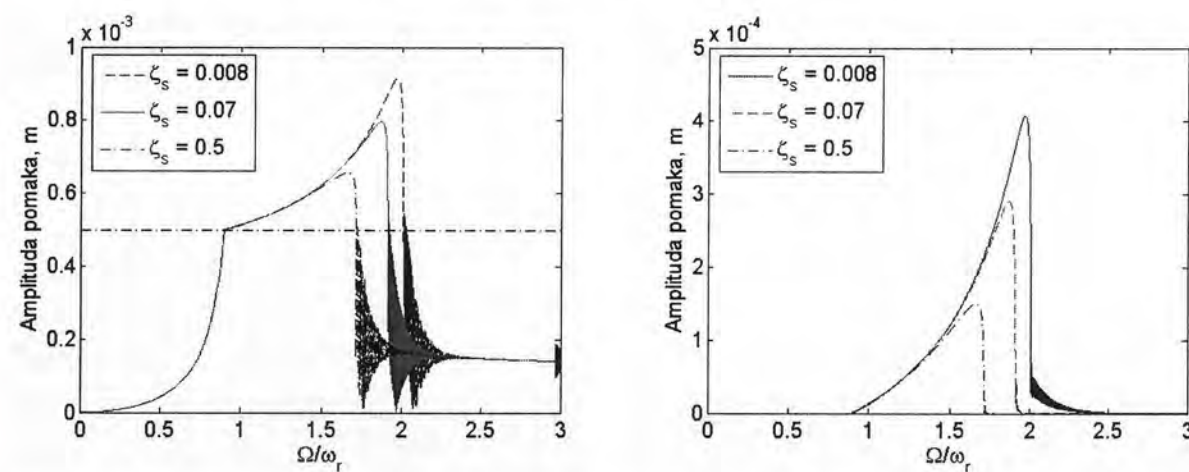 x 10⁻³
1
0.8
0.6
0.4
0.2
0
Amplituda pomaka, m
ζs = 0.008
ζs = 0.07
ζs = 0.5
0 0.5 1 1.5 2 2.5 3
Ω/ωr
x 10⁻⁴
5
4
3
2
1
0
Amplituda pomaka, m
ζs = 0.008
ζs = 0.07
ζs = 0.5
0 0.5 1 1.5 2 2.5 3
Ω/ωr